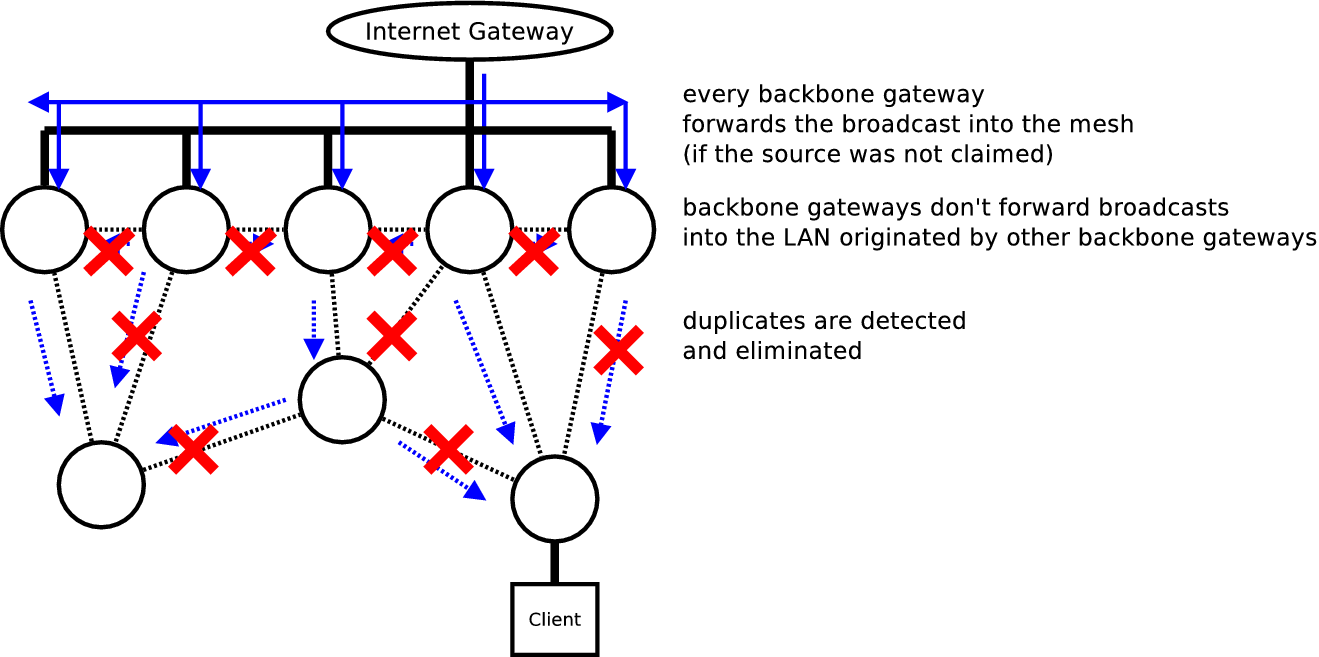 Internet Gateway
every backbone gateway
forwards the broadcast into the mesh
(if the source was not claimed)
backbone gateways don't forward broadcasts
into the LAN originated by other backbone gateways
duplicates are detected
and eliminated
Client